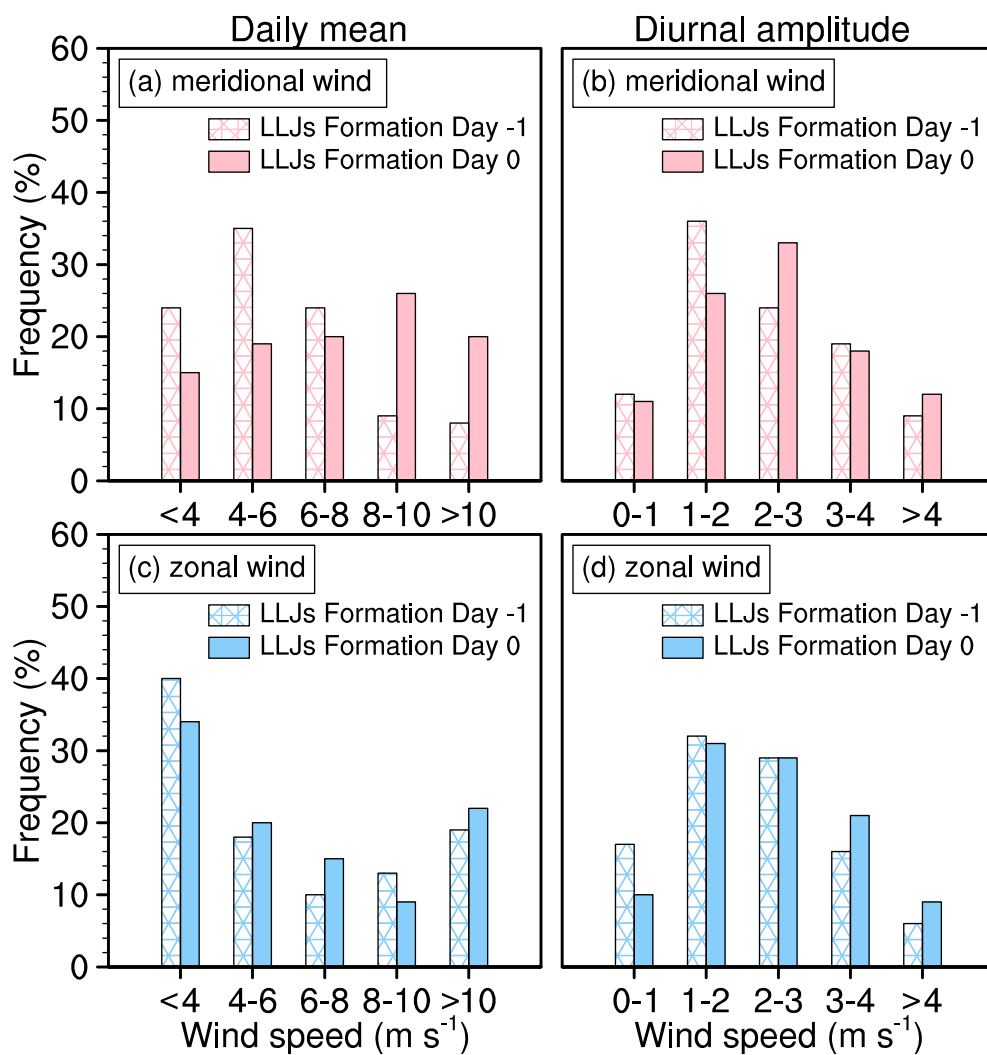 Daily mean
Diurnal amplitude
(a) meridional wind
LLJs Formation Day -1
LLJs Formation Day 0
Frequency (%)
60
50
40
30
20
10
0
<4 4-6 6-8 8-10 >10
(b) meridional wind
LLJs Formation Day -1
LLJs Formation Day 0
0-1 1-2 2-3 3-4 >4
(c) zonal wind
LLJs Formation Day -1
LLJs Formation Day 0
Frequency (%)
60
50
40
30
20
10
0
<4 4-6 6-8 8-10 >10
Wind speed (m s⁻¹)
(d) zonal wind
LLJs Formation Day -1
LLJs Formation Day 0
0-1 1-2 2-3 3-4 >4
Wind speed (m s⁻¹)